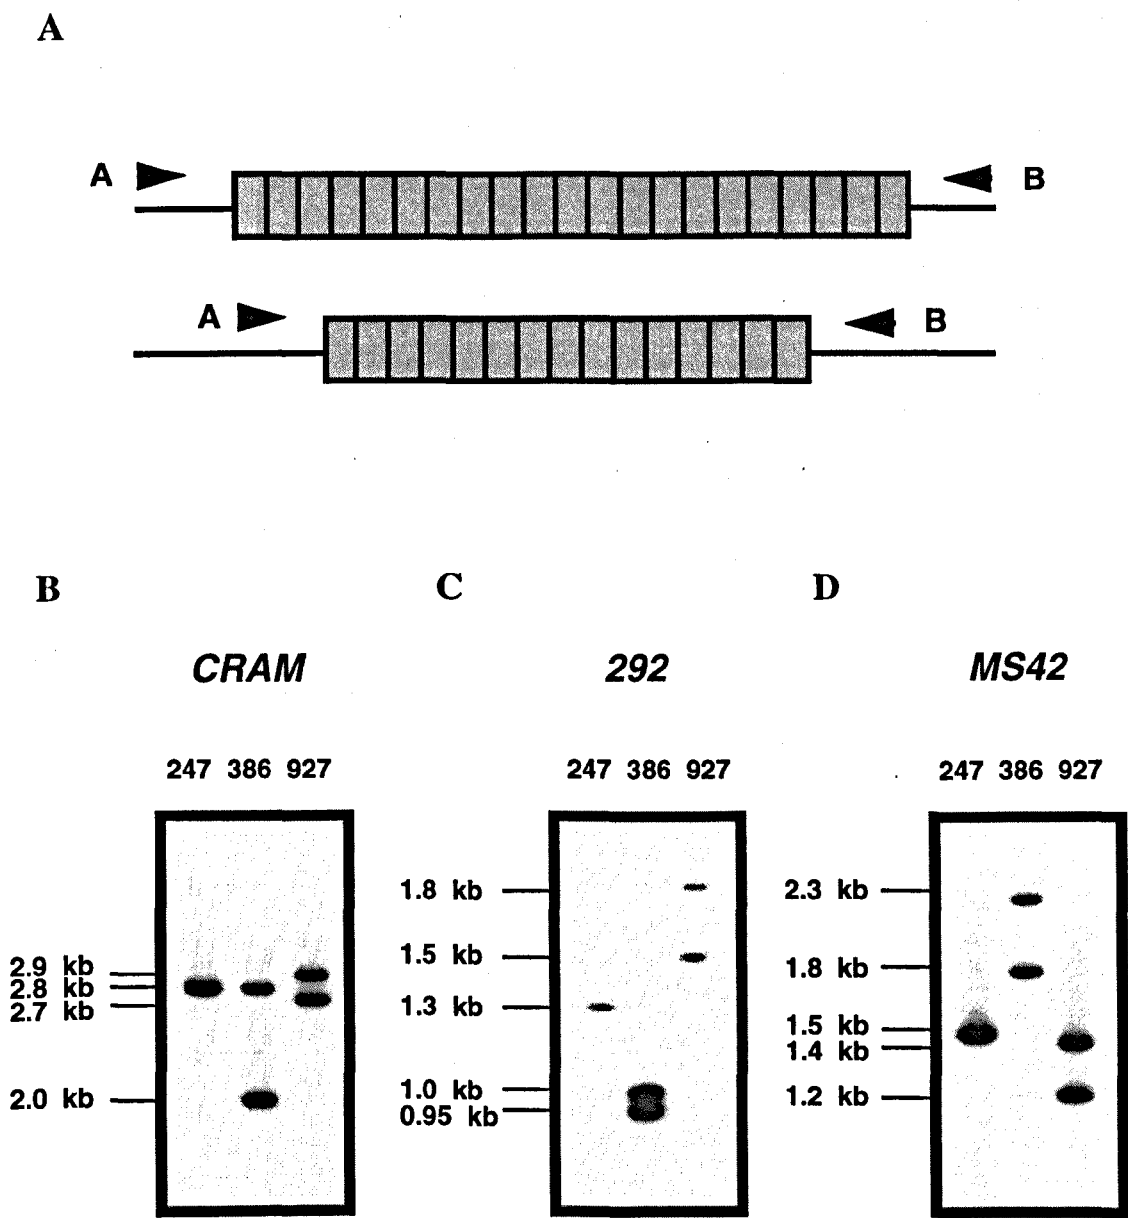 A
A B
A B
B C D
CRAM 292 MS42
247 386 927 247 386 927 247 386 927
1.8 kb 2.3 kb
1.5 kb 1.8 kb
2.9 kb
2.8 kb
2.7 kb 1.3 kb 1.5 kb
1.4 kb
2.0 kb 1.0 kb 1.2 kb
0.95 kb